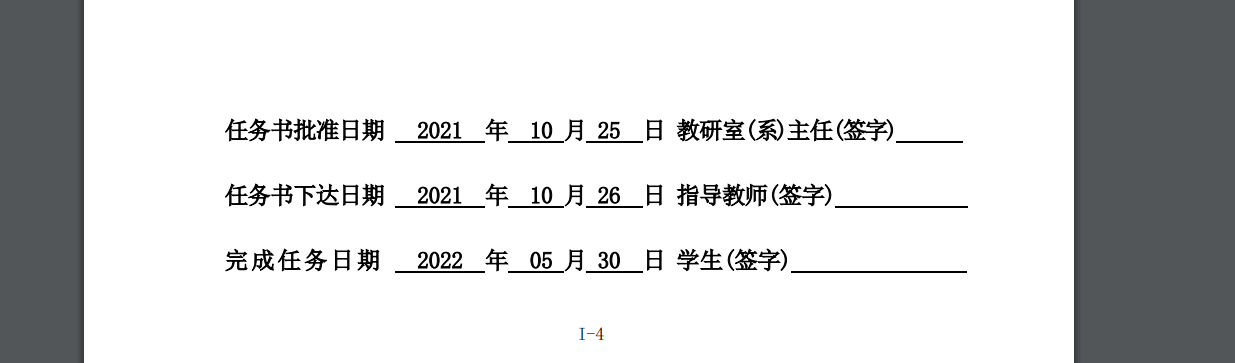 任务书批准日期 2021 年 10 月 25 日 教研室(系)主任(签字)
任务书下达日期 2021 年 10 月 26 日 指导教师(签字)
完成任务日期 2022 年 05 月 30 日 学生(签字)
I-4